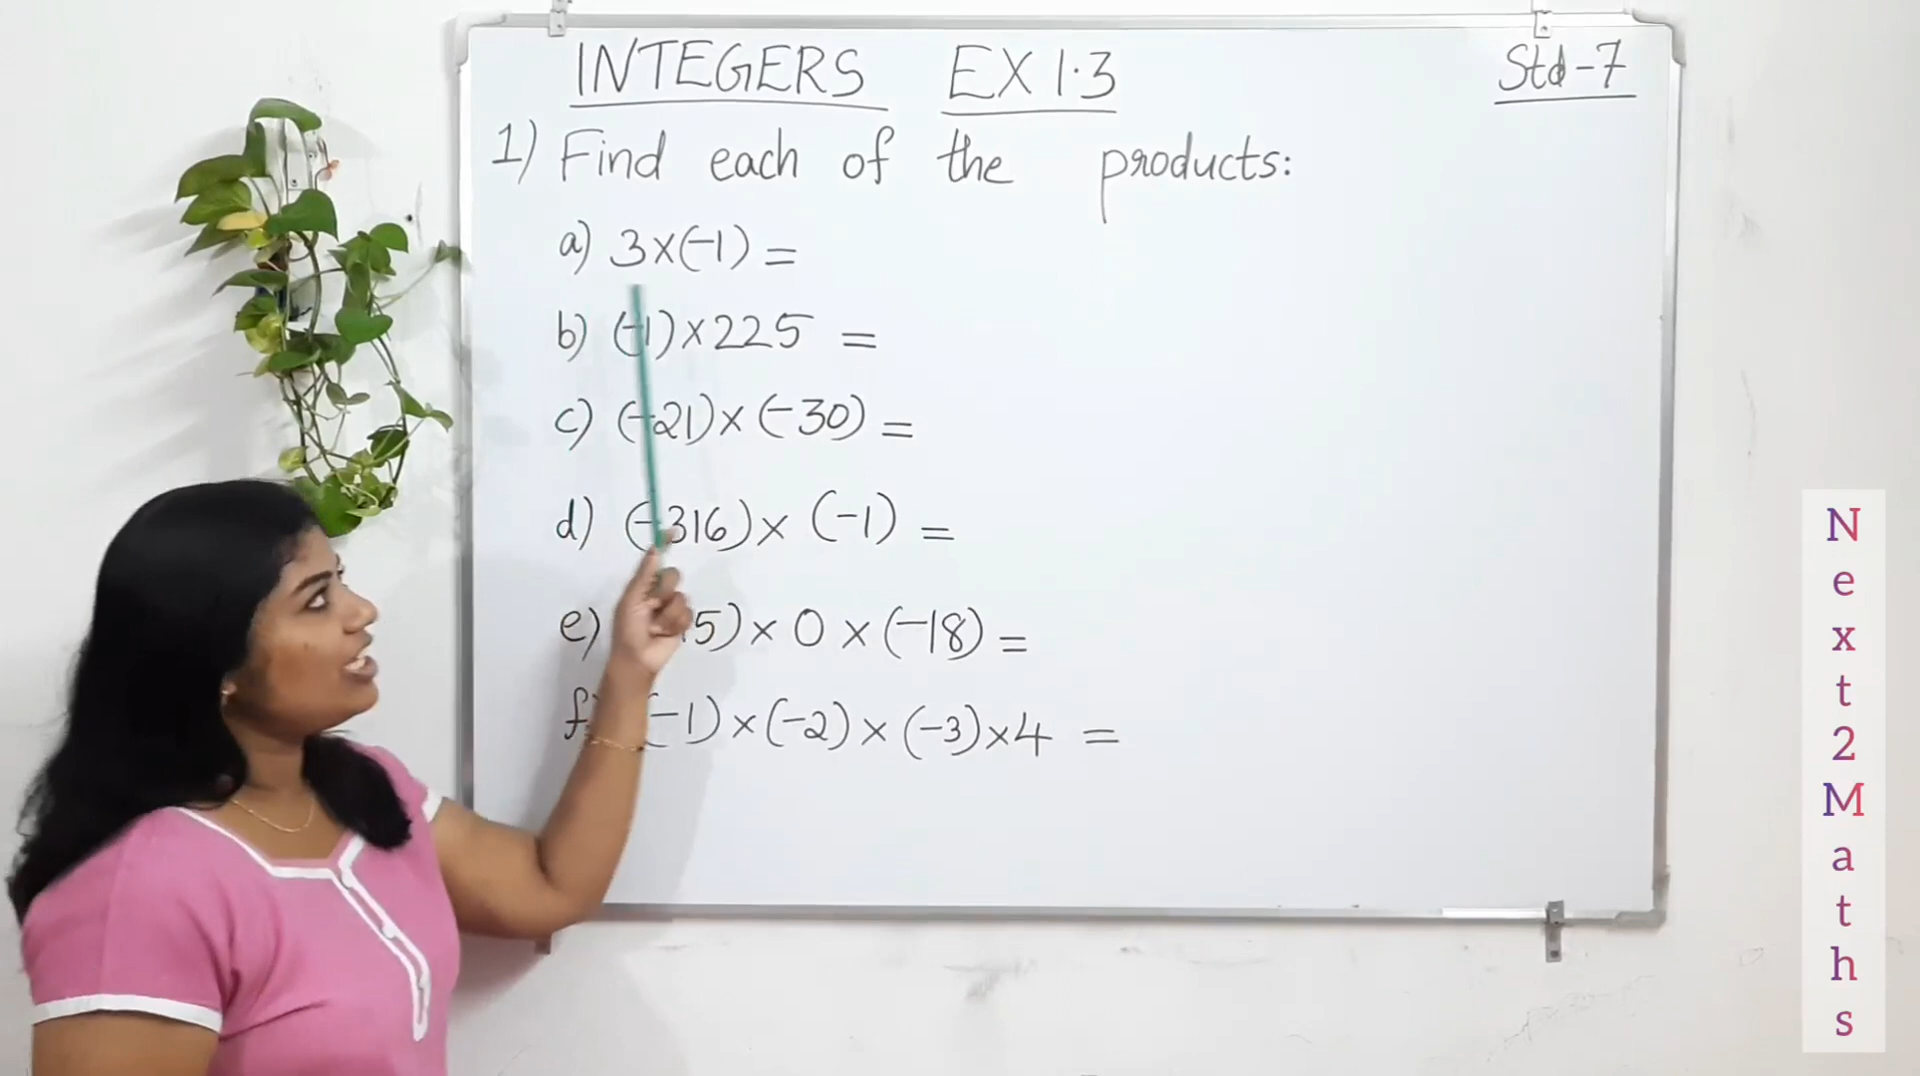 INTEGERS EX 1.3 Std-7
1) Find each of the products:
a) 3×(-1) =
b) (-1)×225 =
c) (-21)×(-30) =
d) (-316)× (-1) =
e) 5)× 0 ×(-18) =
f) (-1)×(-2)×(-3)×4 =
Next2Maths